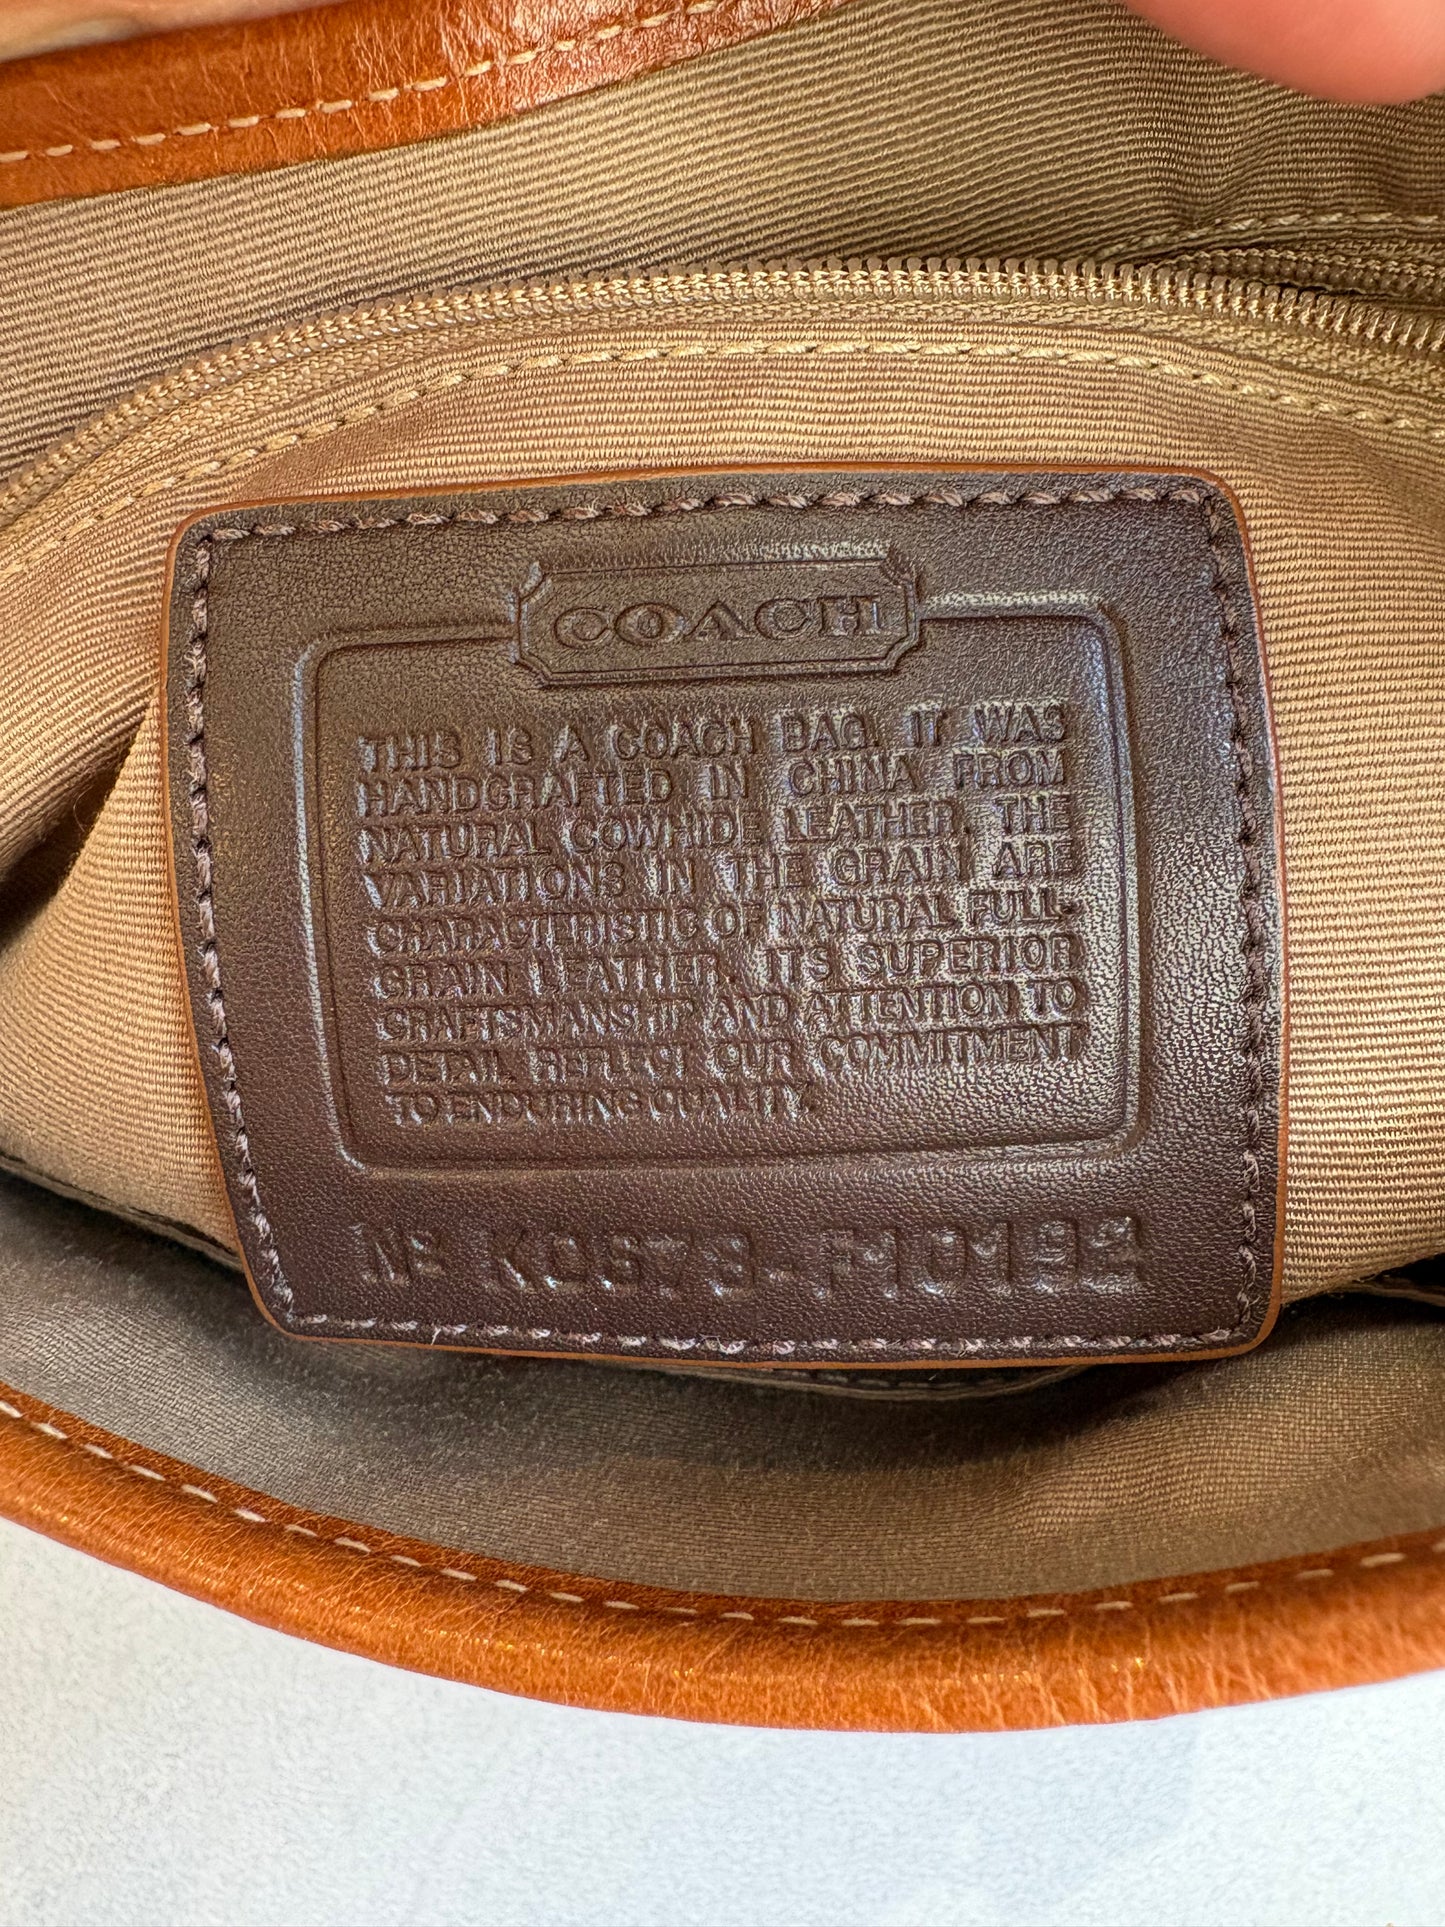 COACH
THIS IS A COACH BAG. IT WAS
HANDCRAFTED IN CHINA FROM
NATURAL COWHIDE LEATHER. THE
VARIATIONS IN THE GRAIN ARE
CHARACTERISTIC OF NATURAL FULL-
GRAIN LEATHER. ITS SUPERIOR
CRAFTSMANSHIP AND ATTENTION TO
DETAIL REFLECT OUR COMMITMENT
TO ENDURING QUALITY.
Nº